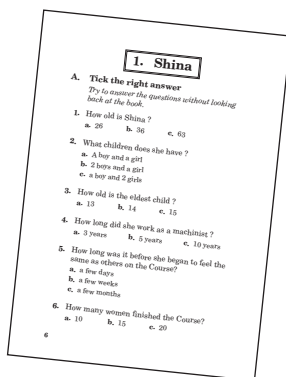 1. Shina
A. Tick the right answer
Try to answer the questions without looking
back at the book.
1. How old is Shina ?
a. 26 b. 36 c. 63
2. What children does she have ?
a. A boy and a girl
b. 2 boys and a girl
c. a boy and 2 girls
3. How old is the eldest child ?
a. 13 b. 14 c. 15
4. How long did she work as a machinist ?
a. 3 years b. 5 years c. 10 years
5. How long was it before she began to feel the
same as others on the Course?
a. a few days
b. a few weeks
c. a few months
6. How many women finished the Course?
a. 10 b. 15 c. 20
6